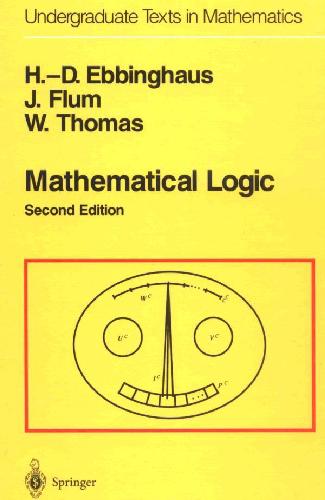 Undergraduate Texts in Mathematics
H.–D. Ebbinghaus
J. Flum
W. Thomas
Mathematical Logic
Second Edition
W^C
U^C
V^C
I^C
P^C
...
Springer